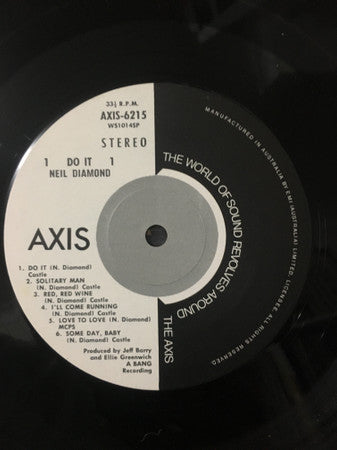 33⅓ R.P.M.
AXIS-6215
WS1014SP
STEREO
1 DO IT 1
NEIL DIAMOND
AXIS
1. DO IT (N. Diamond)
Castle
2. SOLITARY MAN
(N. Diamond) Castle
3. RED, RED WINE
(N. Diamond) Castle
4. I'LL COME RUNNING
(N. Diamond) Castle
5. LOVE TO LOVE (N. Diamond)
MCPS
6. SOME DAY, BABY
(N. Diamond) Castle
Produced by Jeff Barry
and Ellie Greenwich
A BANG
Recording
THE WORLD OF SOUND REVOLVES AROUND THE AXIS
MANUFACTURED IN AUSTRALIA BY E.M.I (AUSTRALIA) LIMITED, LICENSEE. ALL RIGHTS RESERVED.